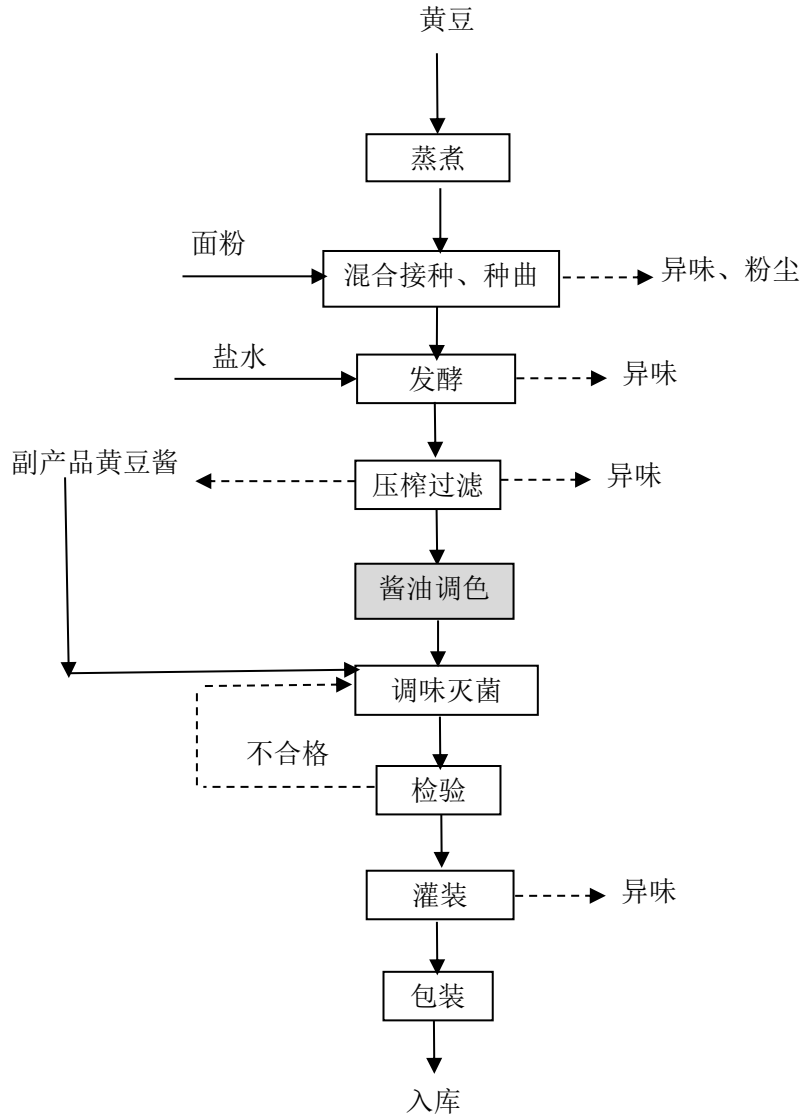 黄豆
蒸煮
面粉
混合接种、种曲
异味、粉尘
盐水
发酵
异味
副产品黄豆酱
压榨过滤
异味
酱油调色
调味灭菌
不合格
检验
灌装
异味
包装
入库